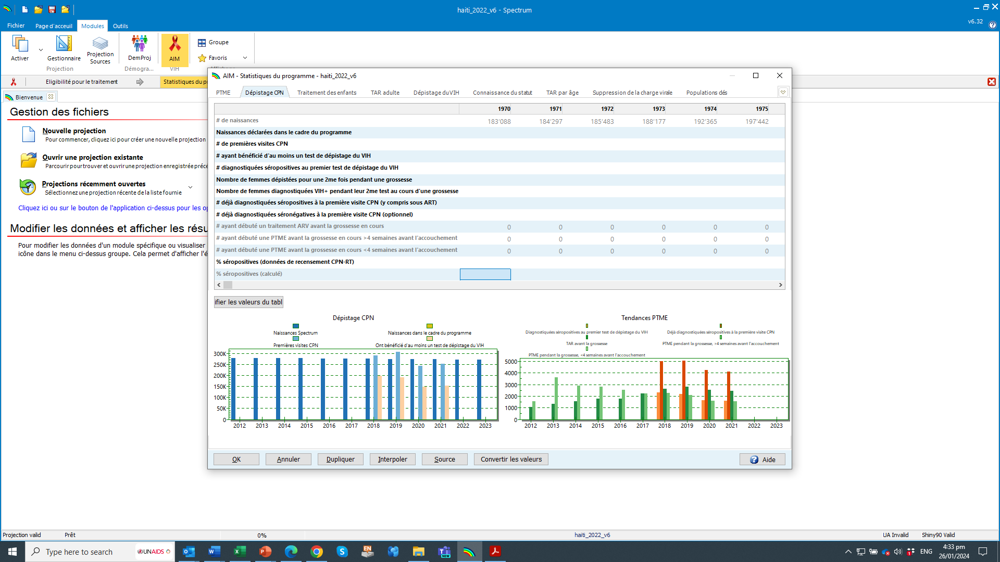 haiti_2022_v6 - Spectrum
Fichier
Page d'acceuil
Modules
Outils
v6.32
Activer
Gestionnaire
Projection
Sources
Projection
DemProj
Démogra...
AIM
VIH
Groupe
Favoris
Eligibilité pour le traitement
Statistiques du p
AIM - Statistiques du programme - haiti_2022_v6
Bienvenue
PTME
Dépistage CPN
Traitement des enfants
TAR adulte
Dépistage du VIH
Connaissance du statut
TAR par âge
Suppression de la charge virale
Populations dés
Gestion des fichiers
Nouvelle projection
Pour commencer, cliquez ici pour créer une nouvelle projection
Ouvrir une projection existante
Parcourir pour trouver et ouvrir une projection enregistrée précé
Projections récemment ouvertes
Sélectionnez une projection récente de la liste fournie
Cliquez ici ou sur le bouton de l'application ci-dessus pour les op
Modifier les données et afficher les résu
Pour modifier les données d'un module spécifique ou visualiser
icône dans le menu ci-dessus groupe. Cela permet d'afficher l'é
1970 1971 1972 1973 1974 1975
# de naissances 183'088 184'297 185'483 188'177 192'365 197'442
Naissances déclarées dans le cadre du programme
# de premières visites CPN
# ayant bénéficié d'au moins un test de dépistage du VIH
# diagnostiquées séropositives au premier test de dépistage du VIH
Nombre de femmes dépistées pour une 2me fois pendant une grossesse
Nombre de femmes diagnostiquées VIH+ pendant leur 2me test au cours d'une grossesse
# déjà diagnostiquées séropositives à la première visite CPN (y compris sous ART)
# déjà diagnostiquées séronégatives à la première visite CPN (optionnel)
# ayant débuté un traitement ARV avant la grossesse en cours 0 0 0 0 0 0
# ayant débuté une PTME avant la grossesse en cours >4 semaines avant l'accouchement 0 0 0 0 0 0
# ayant débuté une PTME avant la grossesse en cours <4 semaines avant l'accouchement 0 0 0 0 0 0
% séropositives (données de recensement CPN-RT)
% séropositives (calculé)
ifier les valeurs du tabl
Dépistage CPN
Naissances Spectrum
Naissances dans le cadre du programme
Premières visites CPN
Ont bénéficié d'au moins un test de dépistage du VIH
300K
250K
200K
150K
100K
50K
0
2012 2013 2014 2015 2016 2017 2018 2019 2020 2021 2022 2023
Tendances PTME
Diagnostiquées séropositives au premier test de dépistage du VIH
Déjà diagnostiquées séropositives à la première visite CPN
TAR avant la grossesse
PTME pendant la grossesse, >4 semaines avant l'accouchement
PTME pendant la grossesse, <4 semaines avant l'accouchement
5000
4000
3000
2000
1000
0
2012 2013 2014 2015 2016 2017 2018 2019 2020 2021 2022 2023
OK
Annuler
Dupliquer
Interpoler
Source
Convertir les valeurs
Aide
Projection valid
Prêt
0%
haiti_2022_v6
UA Invalid
Shiny90 Valid
Type here to search
UNAIDS
EN
NEW
ENG
4:33 pm
26/01/2024